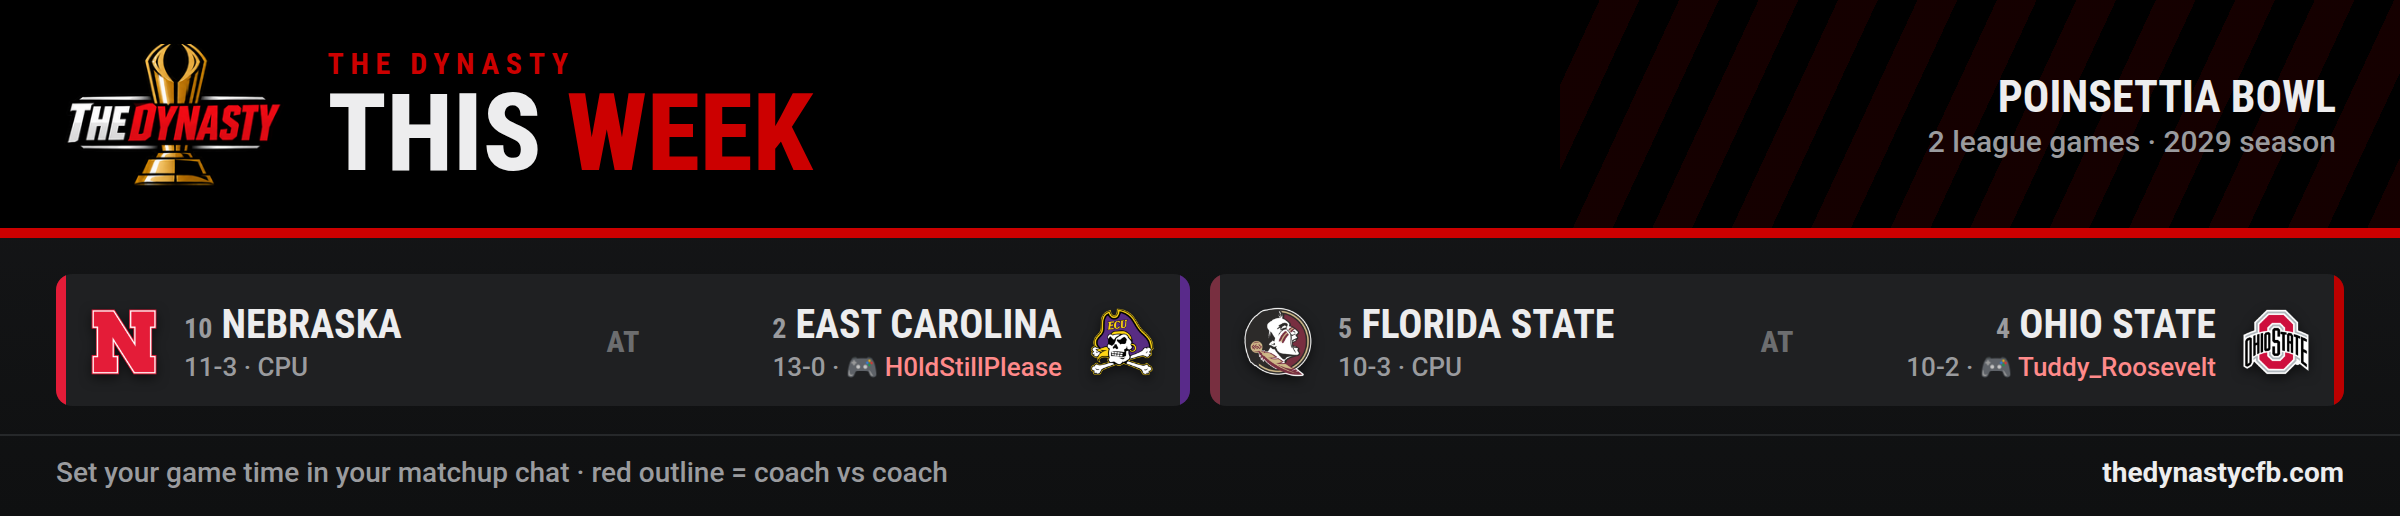 THE DYNASTY
THE DYNASTY
THIS WEEK
POINSETTIA BOWL
2 league games · 2029 season
10 NEBRASKA
11-3 · CPU
AT
2 EAST CAROLINA
13-0 · 🎮 H0ldStillPlease
ECU
5 FLORIDA STATE
10-3 · CPU
AT
4 OHIO STATE
10-2 · 🎮 Tuddy_Roosevelt
OHIO STATE
N
Set your game time in your matchup chat · red outline = coach vs coach
thedynastycfb.com